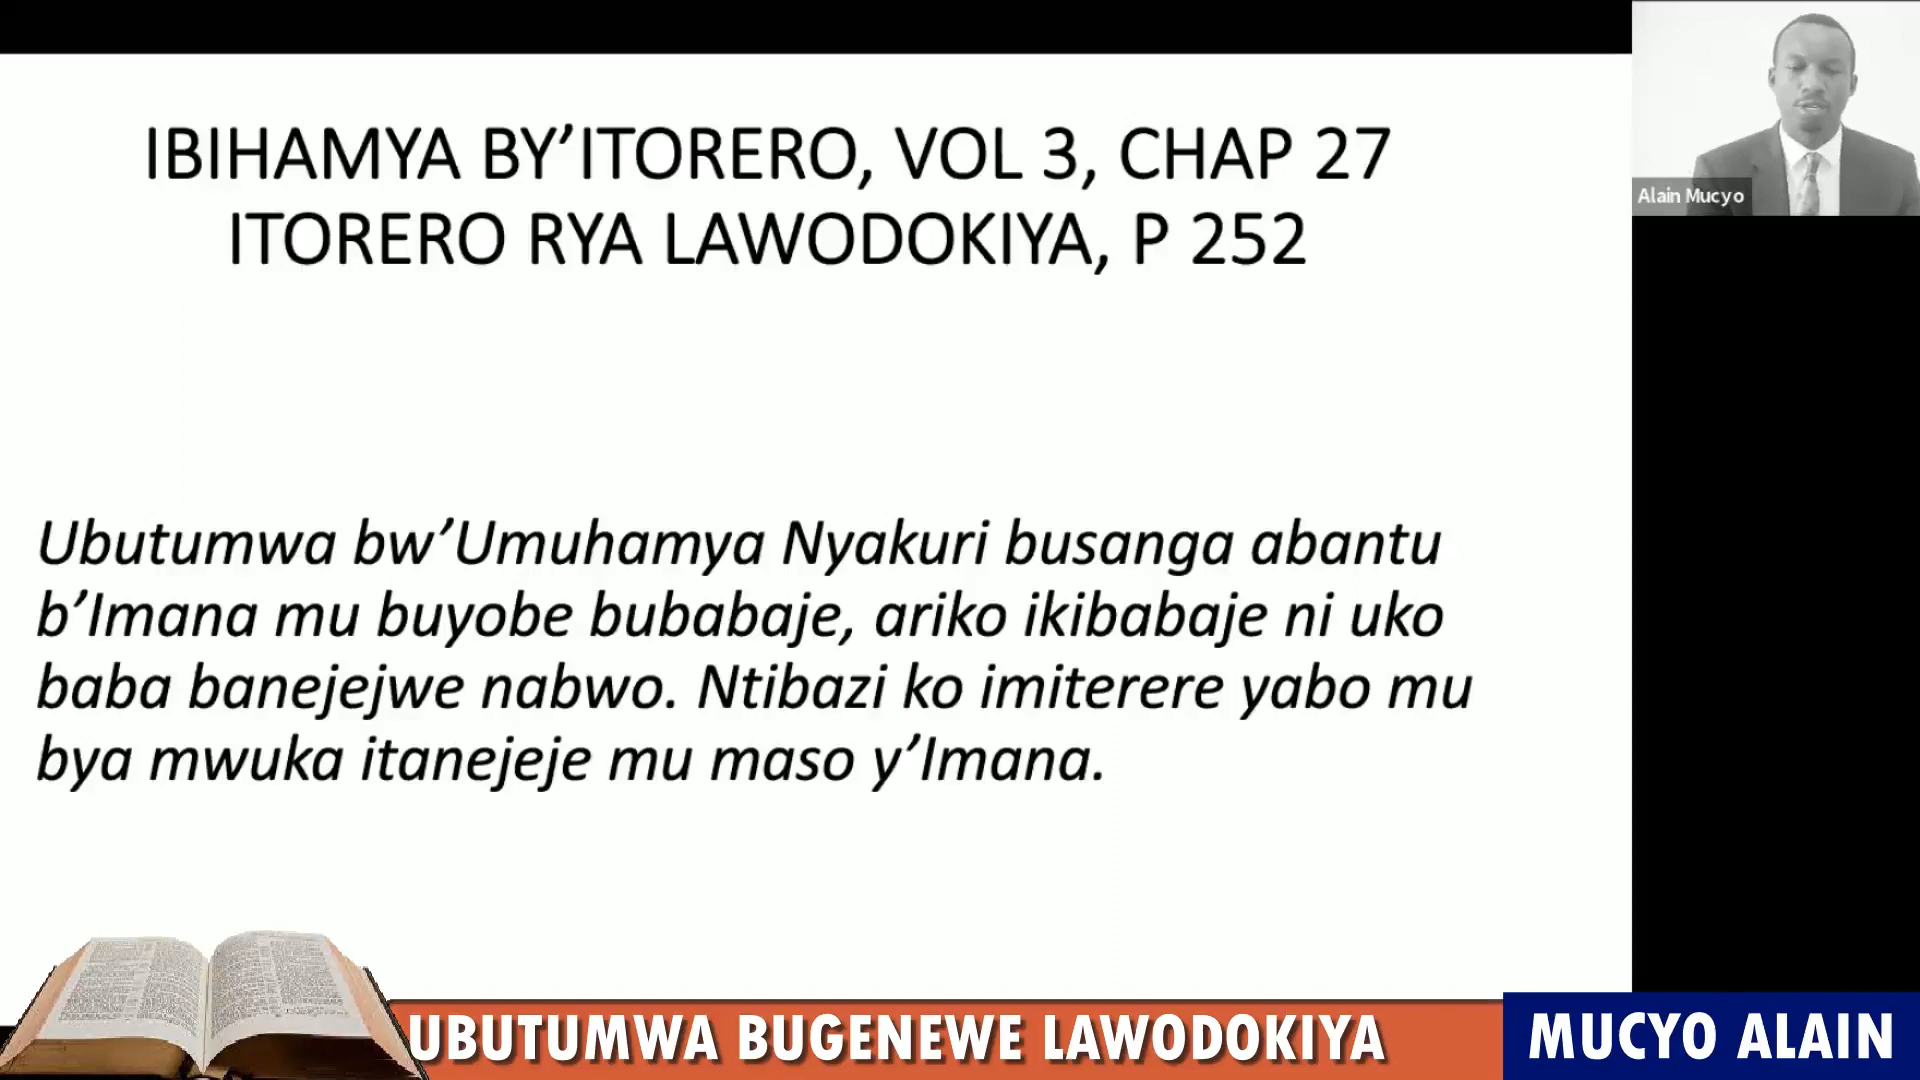 IBIHAMYA BY’ITORERO, VOL 3, CHAP 27
ITORERO RYA LAWODOKIYA, P 252
Alain Mucyo
Ubutumwa bw’Umuhamya Nyakuri busanga abantu
b’Imana mu buyobe bubabaje, ariko ikibabaje ni uko
baba banejejwe nabwo. Ntibazi ko imiterere yabo mu
bya mwuka itanejeje mu maso y’Imana.
UBUTUMWA BUGENEWE LAWODOKIYA
MUCYO ALAIN